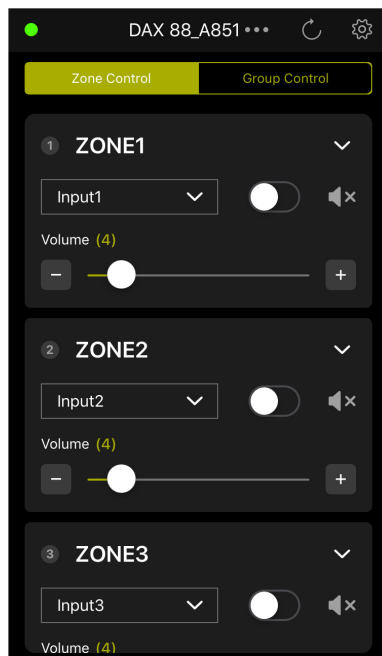 DAX 88_A851 •••
Zone Control Group Control
1 ZONE1
Input1
Volume (4)
− +
2 ZONE2
Input2
Volume (4)
− +
3 ZONE3
Input3
Volume (4)